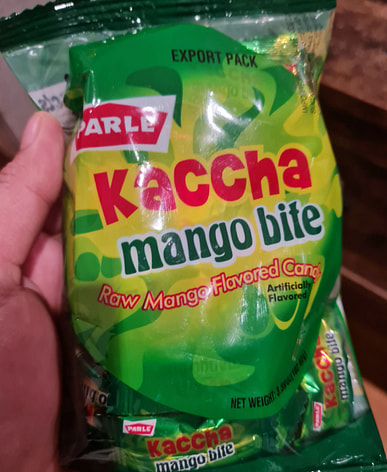 EXPORT PACK
PARLE
Kaccha
mango bite
Raw Mango Flavored Candy
Artificially
Flavored
PARLE
Kaccha
mango bite
PARLE
Kaccha
mango bite